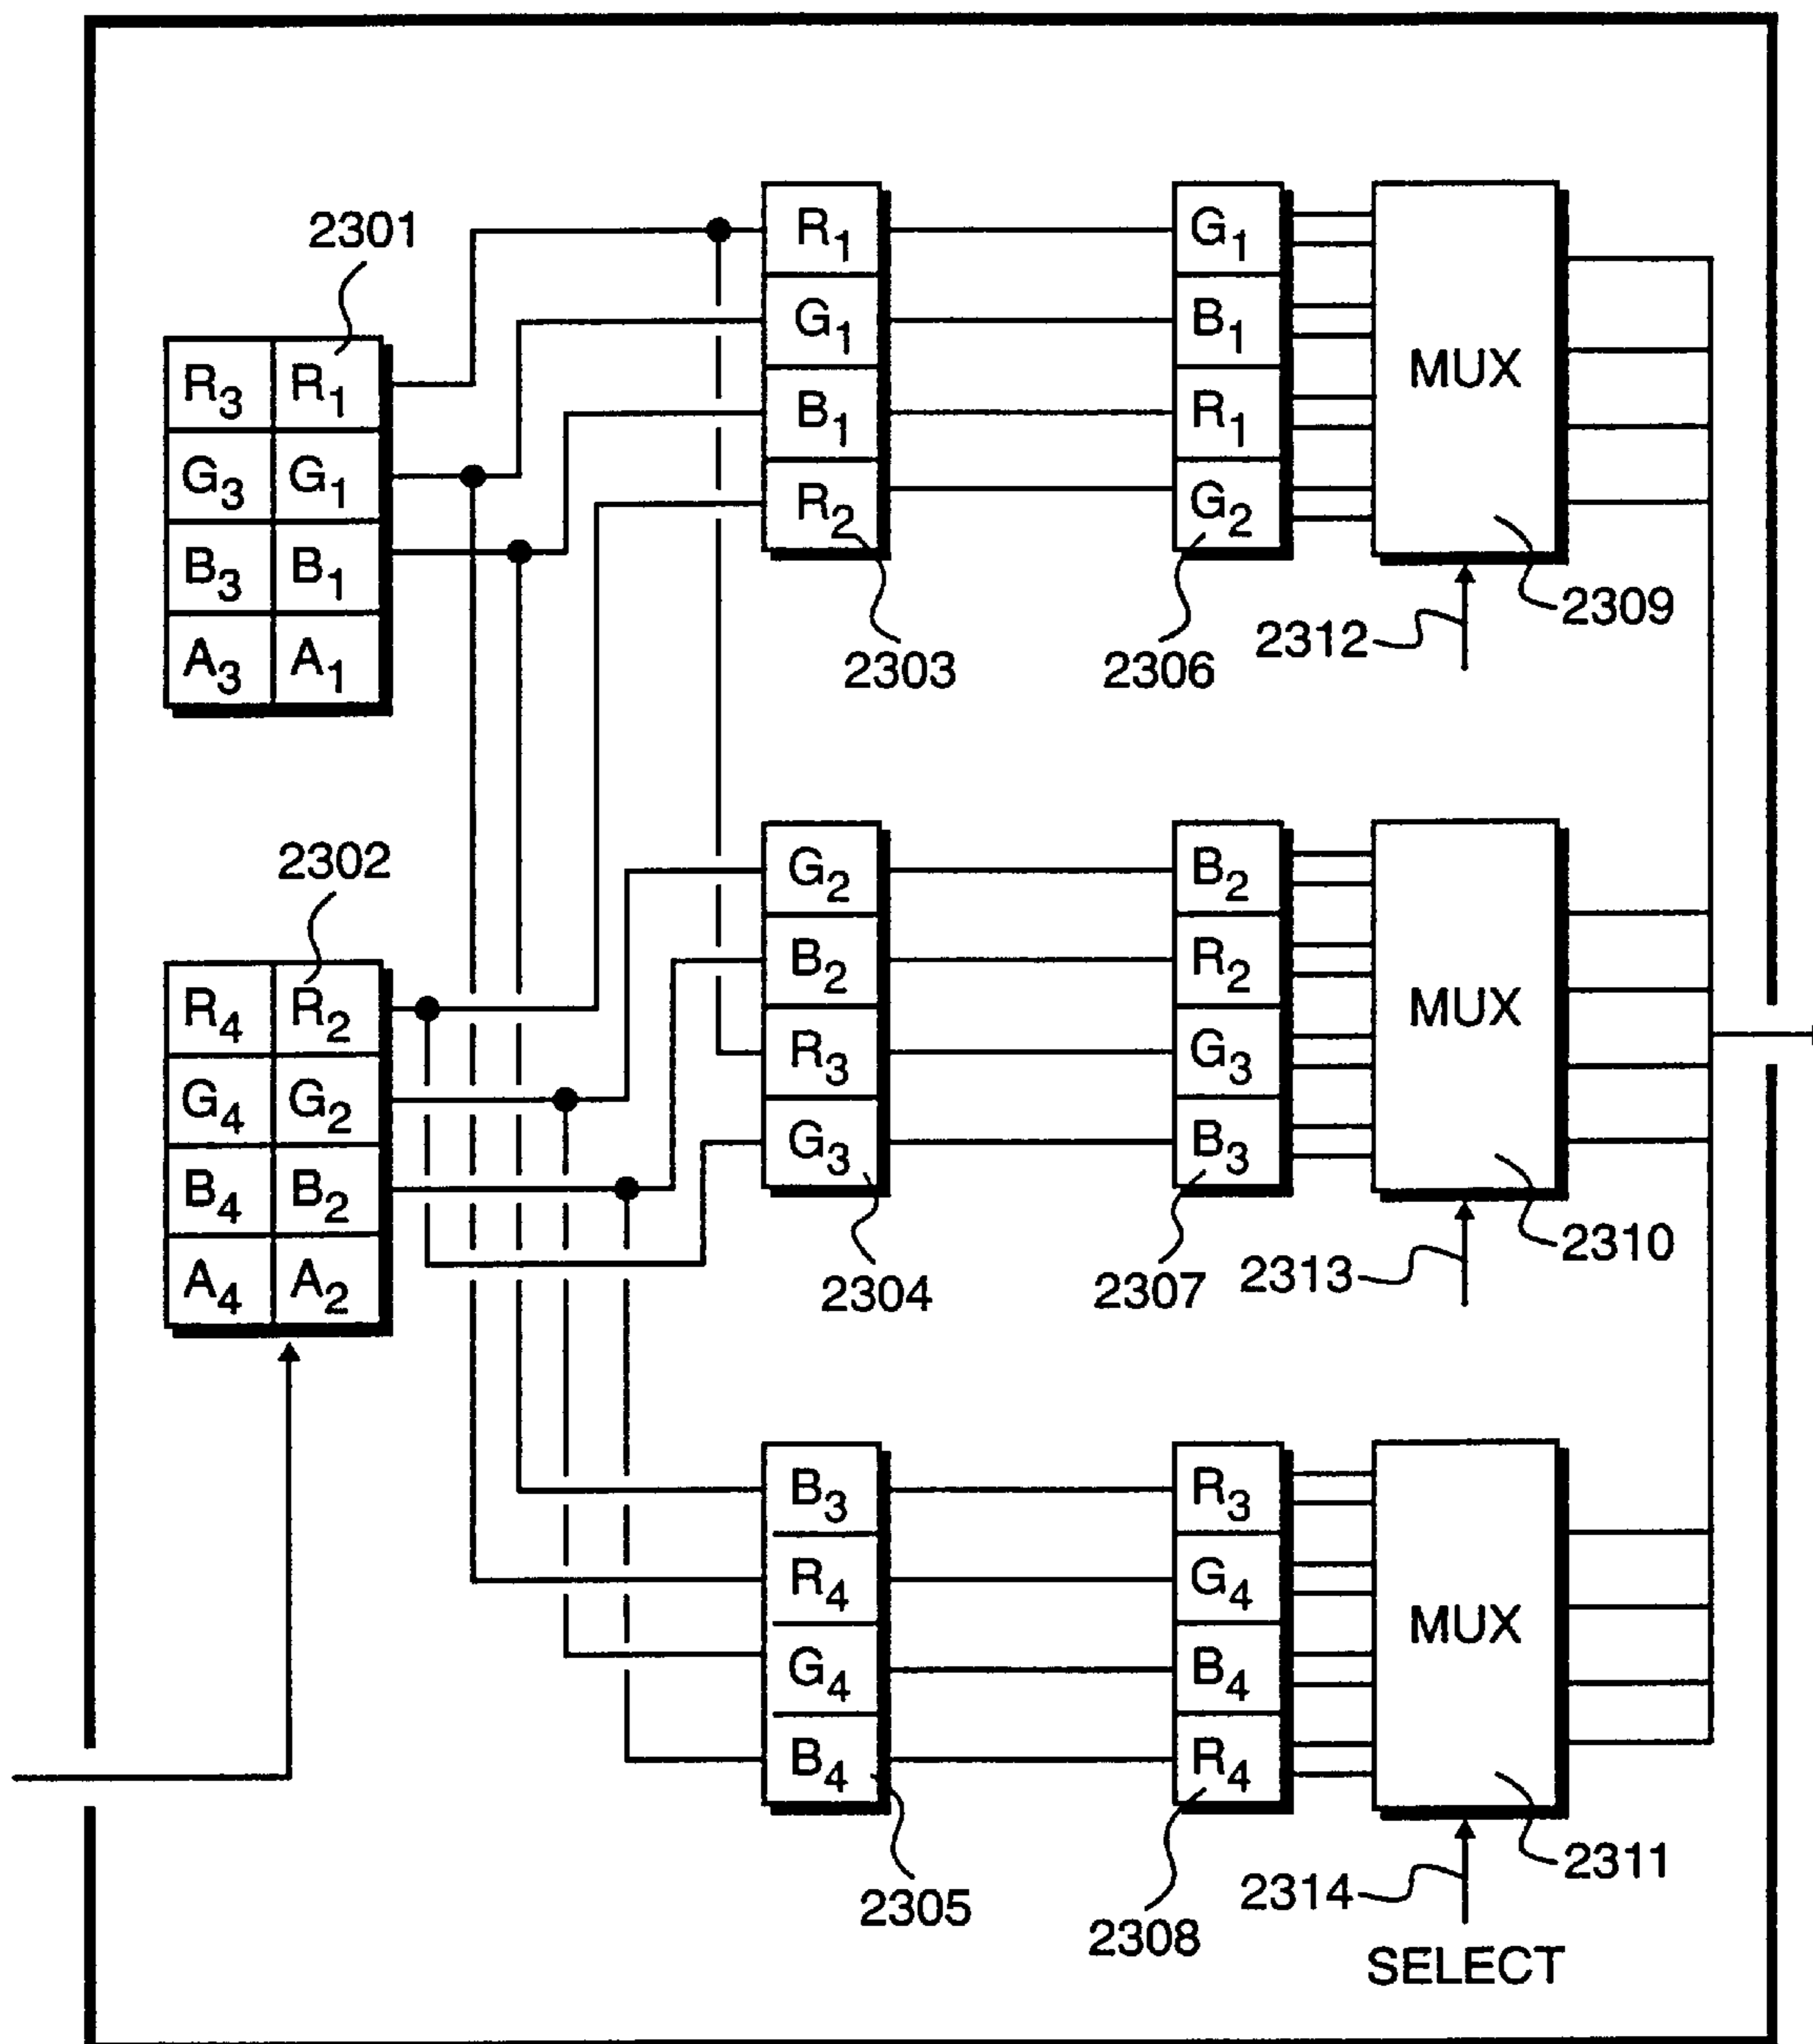 2301
R3 R1
G3 G1
B3 B1
A3 A1
2302
R4 R2
G4 G2
B4 B2
A4 A2
R1
G1
B1
R2
2303
G1
B1
R1
G2
2306
MUX
2309
2312
G2
B2
R3
G3
2304
B2
R2
G3
B3
2307
MUX
2310
2313
B3
R4
G4
B4
2305
R3
G4
B4
R4
2308
MUX
2311
2314
SELECT